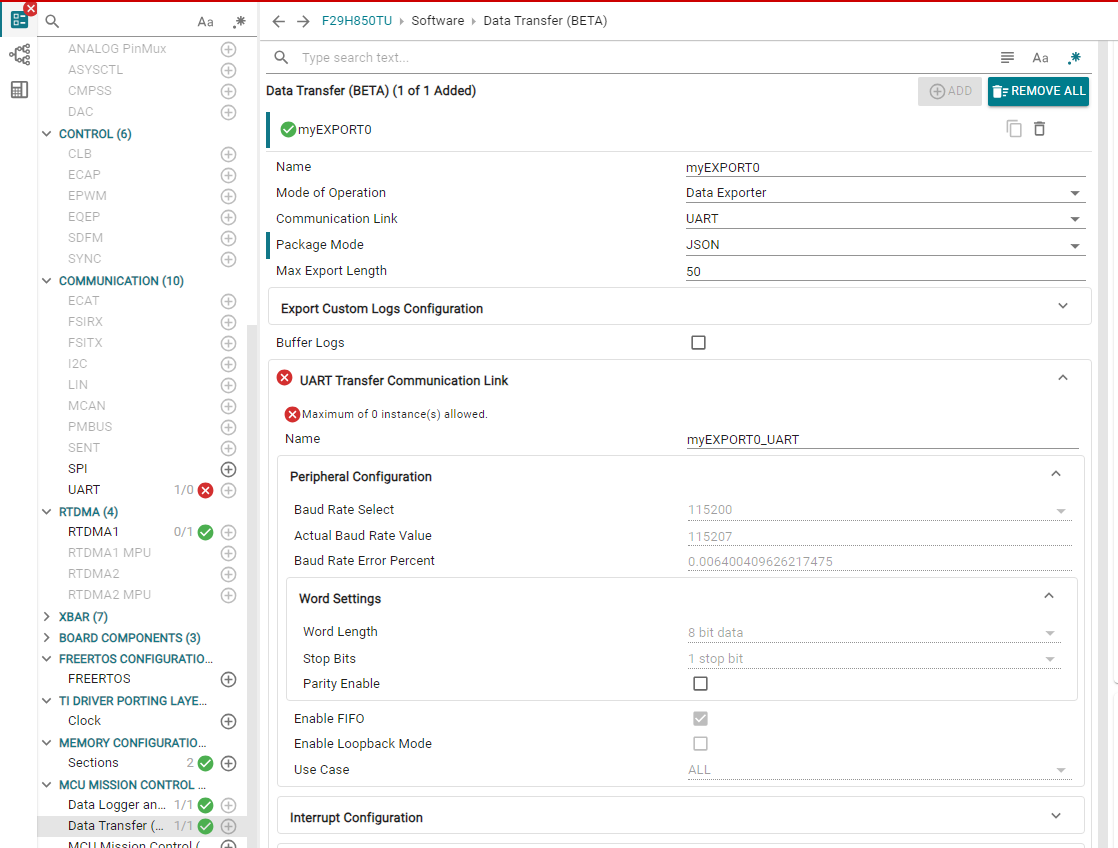 Aa
ANALOG PinMux
ASYSCTL
CMPSS
DAC
CONTROL (6)
CLB
ECAP
EPWM
EQEP
SDFM
SYNC
COMMUNICATION (10)
ECAT
FSIRX
FSITX
I2C
LIN
MCAN
PMBUS
SENT
SPI
UART 1/0
RTDMA (4)
RTDMA1 0/1
RTDMA1 MPU
RTDMA2
RTDMA2 MPU
XBAR (7)
BOARD COMPONENTS (3)
FREERTOS CONFIGURATIO...
FREERTOS
TI DRIVER PORTING LAYE...
Clock
MEMORY CONFIGURATIO...
Sections 2
MCU MISSION CONTROL ...
Data Logger an... 1/1
Data Transfer (... 1/1
MCU Mission Control (
F29H850TU Software Data Transfer (BETA)
Type search text... Aa
Data Transfer (BETA) (1 of 1 Added) ADD REMOVE ALL
myEXPORT0
Name myEXPORT0
Mode of Operation Data Exporter
Communication Link UART
Package Mode JSON
Max Export Length 50
Export Custom Logs Configuration
Buffer Logs
UART Transfer Communication Link
Maximum of 0 instance(s) allowed.
Name myEXPORT0_UART
Peripheral Configuration
Baud Rate Select 115200
Actual Baud Rate Value 115207
Baud Rate Error Percent 0.006400409626217475
Word Settings
Word Length 8 bit data
Stop Bits 1 stop bit
Parity Enable
Enable FIFO
Enable Loopback Mode
Use Case ALL
Interrupt Configuration